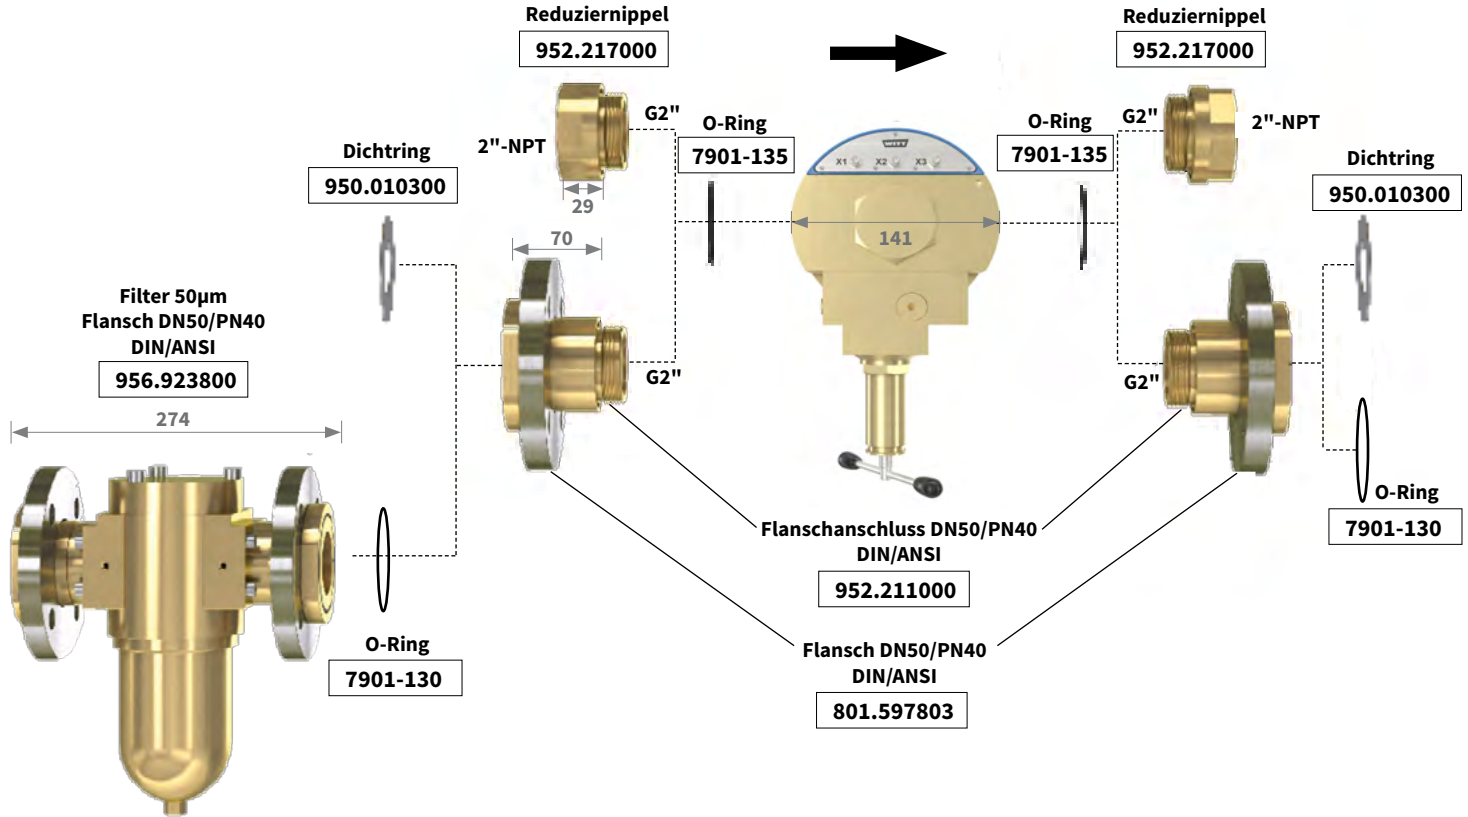 Reduziernippel
952.217000
Reduziernippel
952.217000
G2"
2"-NPT
29
O-Ring
7901-135
O-Ring
7901-135
G2"
2"-NPT
Dichtring
950.010300
Dichtring
950.010300
WITT
X1 X2 X3
141
70
G2"
G2"
Filter 50µm
Flansch DN50/PN40
DIN/ANSI
956.923800
274
O-Ring
7901-130
O-Ring
7901-130
Flanschanschluss DN50/PN40
DIN/ANSI
952.211000
Flansch DN50/PN40
DIN/ANSI
801.597803